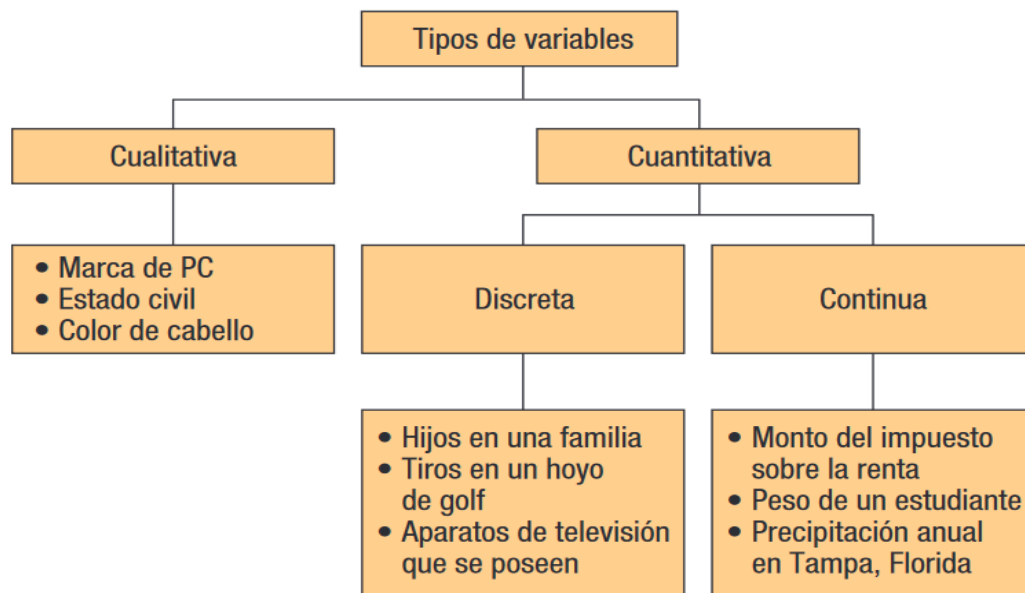 Tipos de variables
Cualitativa
Cuantitativa
• Marca de PC
• Estado civil
• Color de cabello
Discreta
Continua
• Hijos en una familia
• Tiros en un hoyo
de golf
• Aparatos de televisión
que se poseen
• Monto del impuesto
sobre la renta
• Peso de un estudiante
• Precipitación anual
en Tampa, Florida